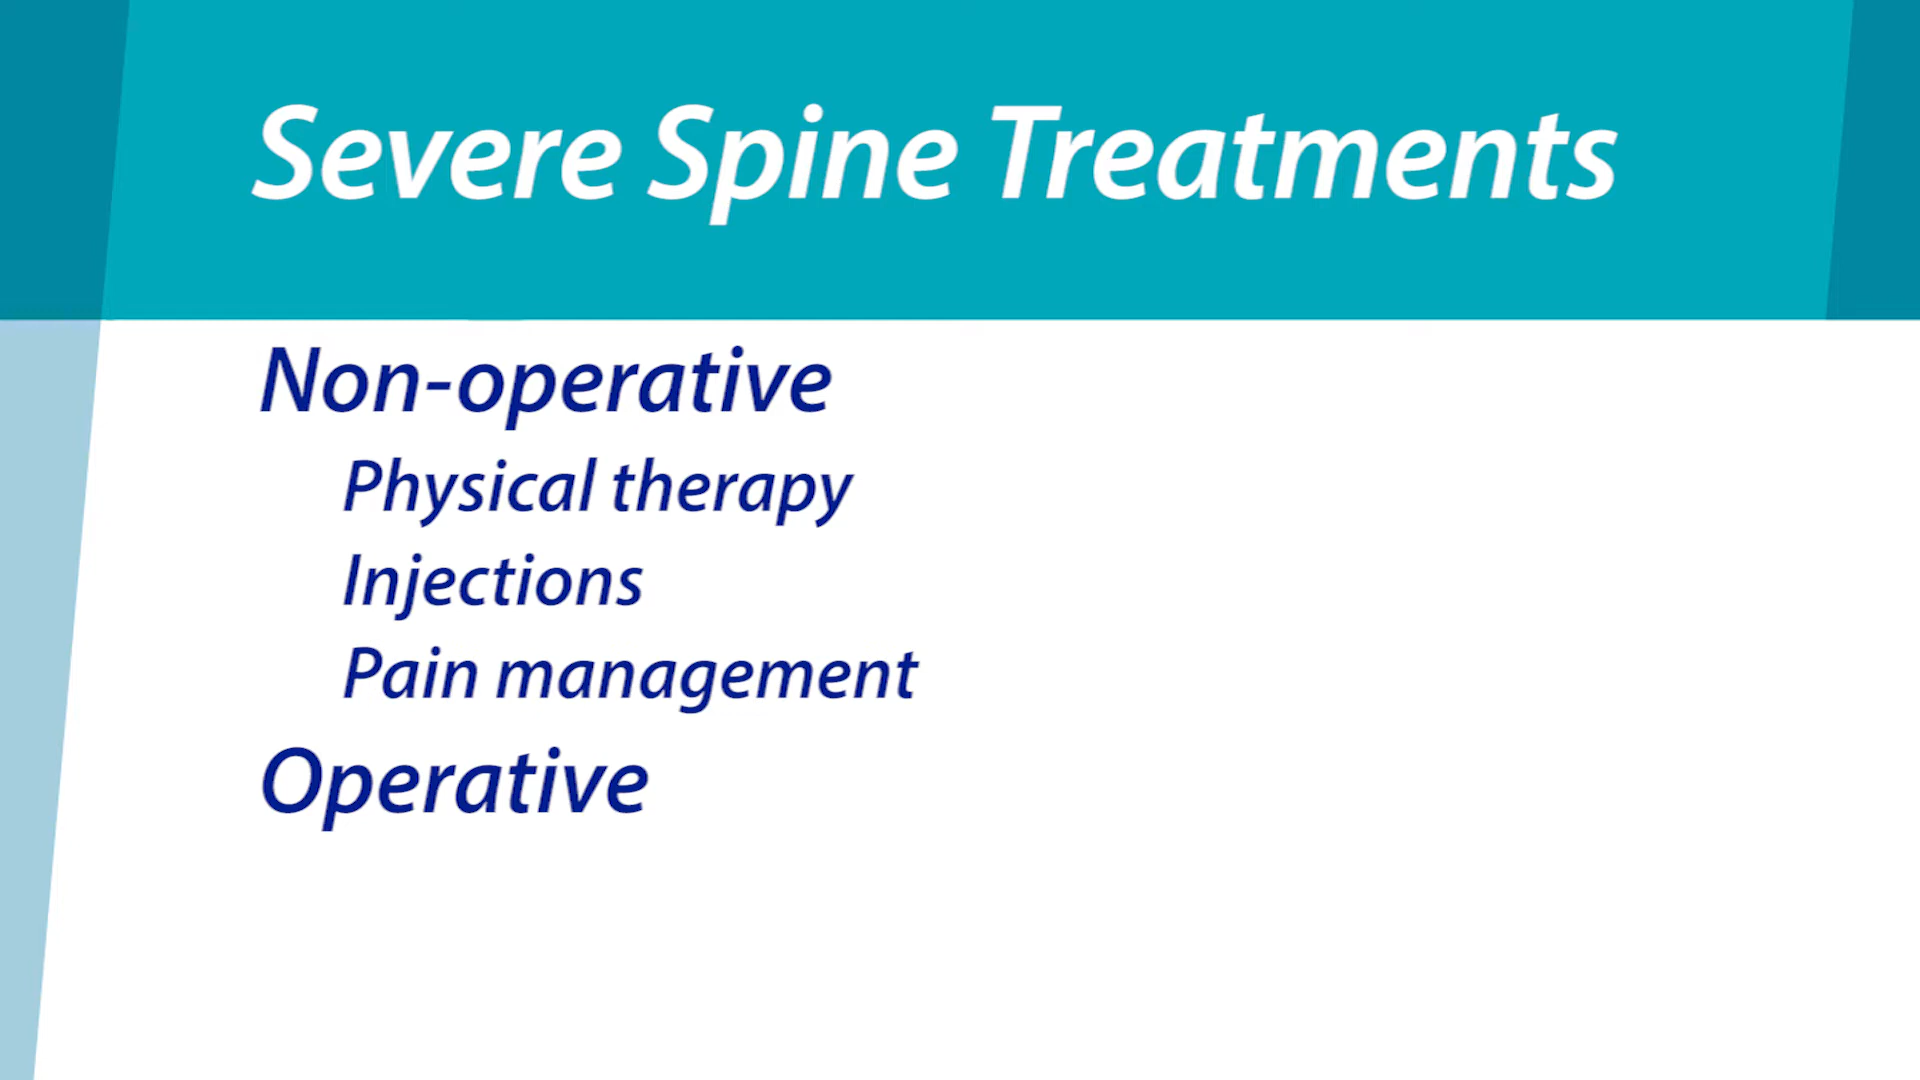 Severe Spine Treatments
Non-operative
Physical therapy
Injections
Pain management
Operative